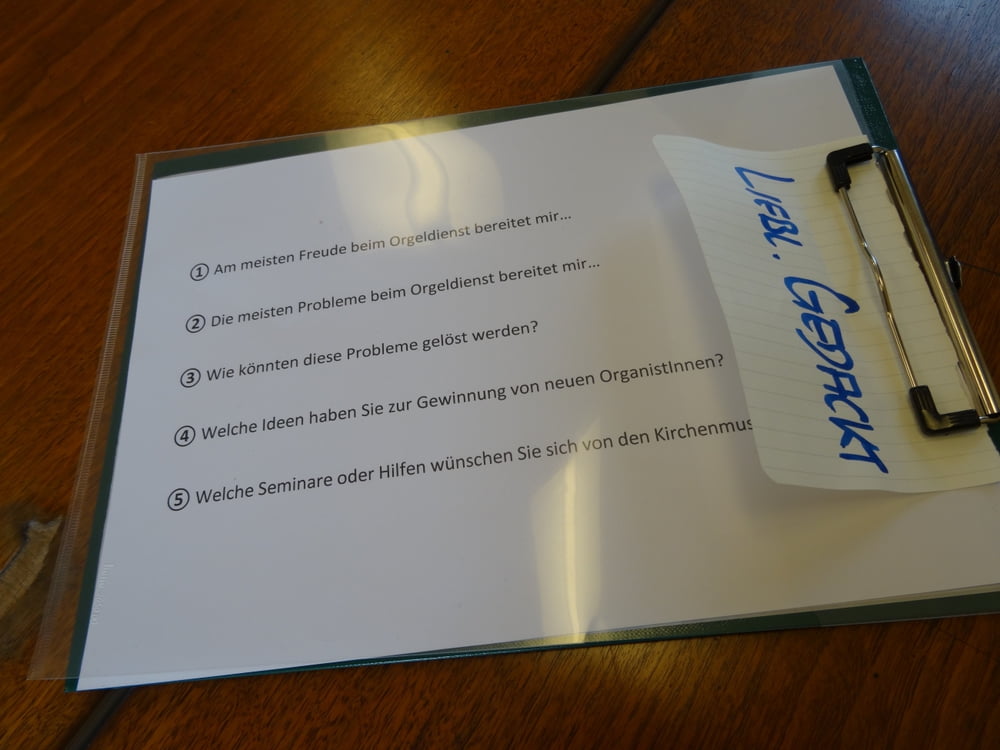 ① Am meisten Freude beim Orgeldienst bereitet mir...
② Die meisten Probleme beim Orgeldienst bereitet mir...
③ Wie könnten diese Probleme gelöst werden?
④ Welche Ideen haben Sie zur Gewinnung von neuen OrganistInnen?
⑤ Welche Seminare oder Hilfen wünschen Sie sich von den Kirchenmus
LIEBL. GEDACKT